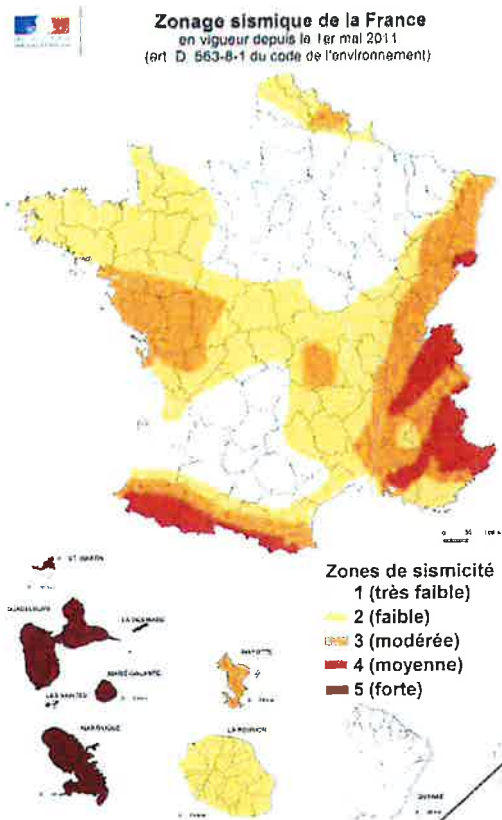 Zonage sismique de la France
en vigueur depuis le 1er mai 2011
(art D 563-8-1 du code de l'environnement)
ST MARTIN
GUADELOUPE
LA DESIRADE
MARIE-GALANTE
LES SAINTES
MARTINIQUE
MAYOTTE
LA REUNION
GUYANE
0 50
Zones de sismicité
1 (très faible)
2 (faible)
3 (modérée)
4 (moyenne)
5 (forte)